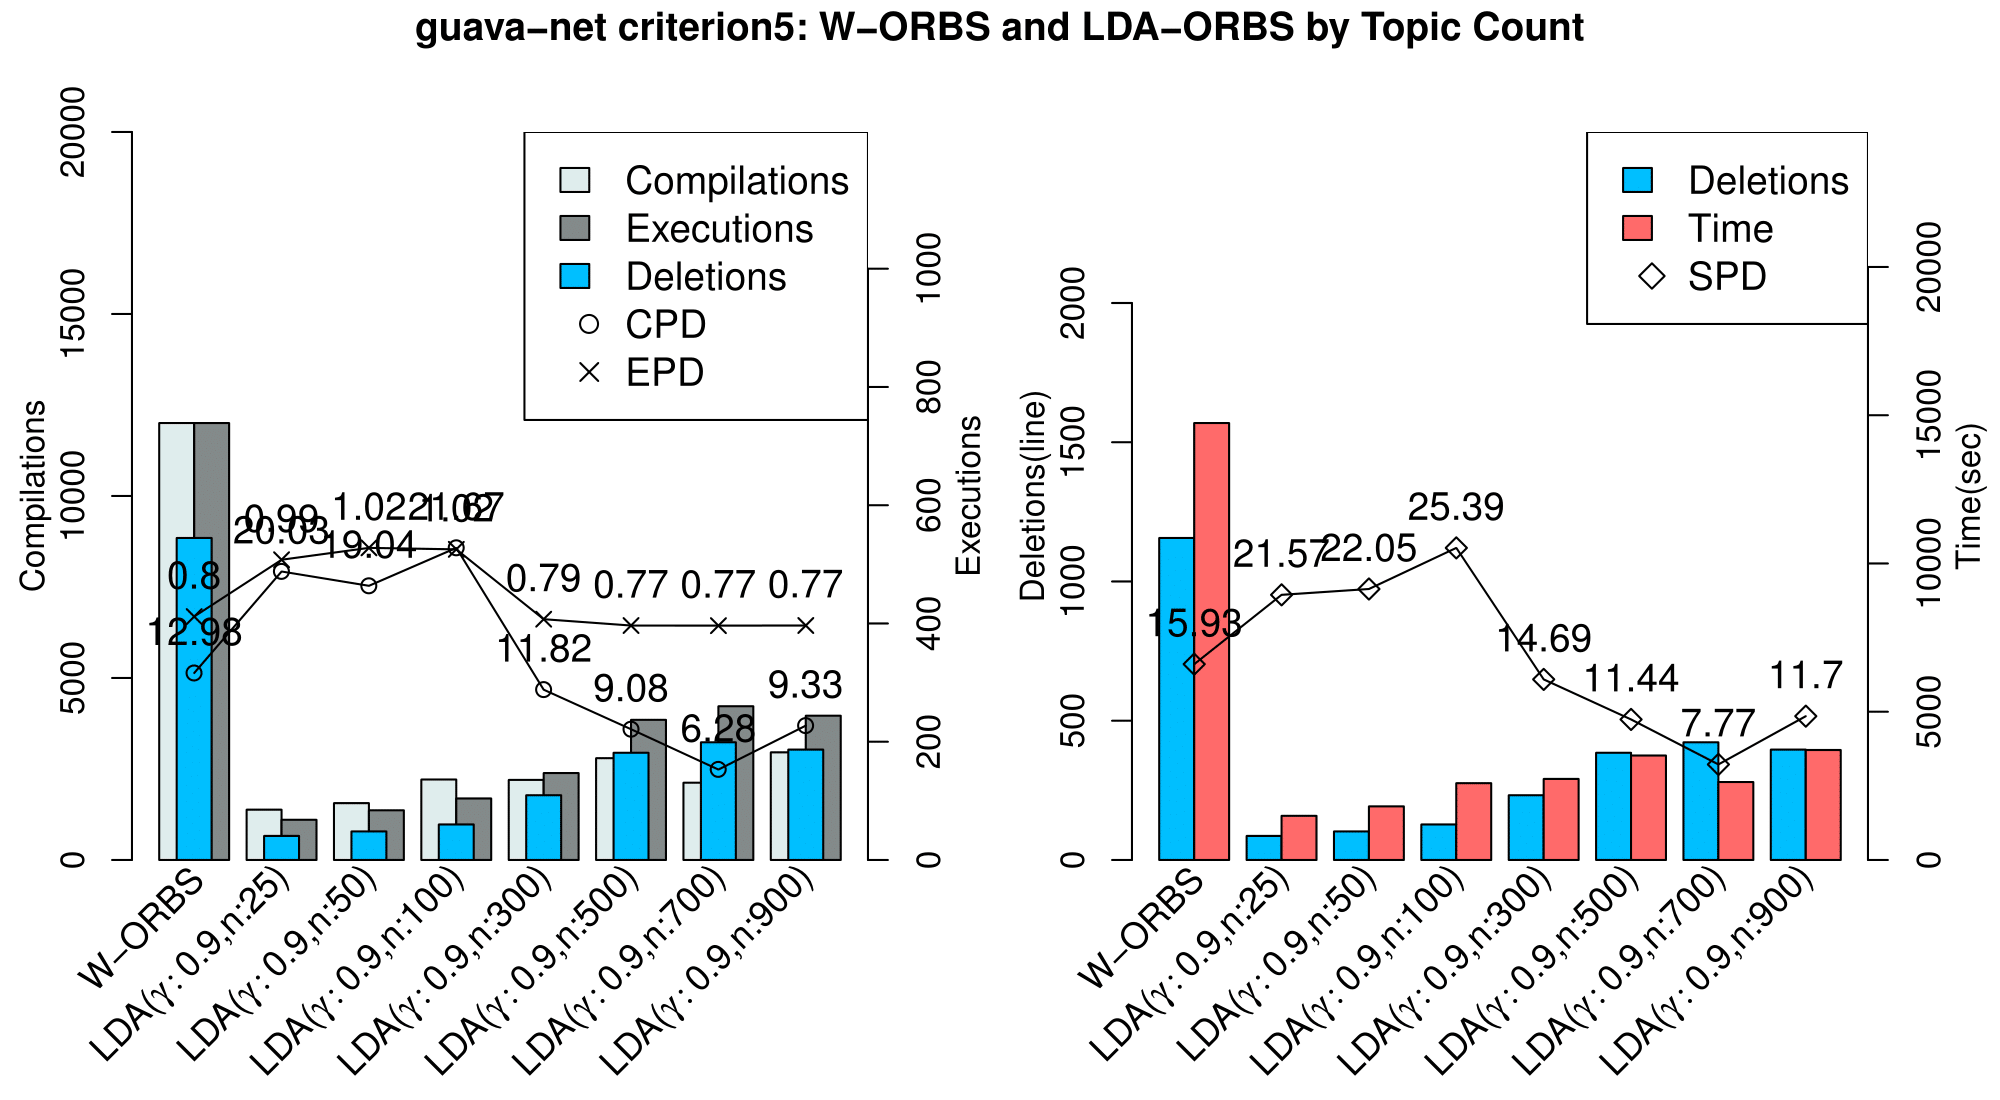 guava−net criterion5: W−ORBS and LDA−ORBS by Topic Count
Compilations
0
5000
10000
15000
20000
Compilations
Executions
Deletions
CPD
EPD
0
200
400
600
800
1000
Executions
0.8
0.99
1.02
1.02
0.79
0.77
0.77
0.77
12.98
20.03
19.04
21.67
11.82
9.08
6.28
9.33
W−ORBS
LDA(γ: 0.9,n:25)
LDA(γ: 0.9,n:50)
LDA(γ: 0.9,n:100)
LDA(γ: 0.9,n:300)
LDA(γ: 0.9,n:500)
LDA(γ: 0.9,n:700)
LDA(γ: 0.9,n:900)
Deletions(line)
0
500
1000
1500
2000
Deletions
Time
SPD
0
5000
10000
15000
20000
Time(sec)
15.93
21.57
22.05
25.39
14.69
11.44
7.77
11.7
W−ORBS
LDA(γ: 0.9,n:25)
LDA(γ: 0.9,n:50)
LDA(γ: 0.9,n:100)
LDA(γ: 0.9,n:300)
LDA(γ: 0.9,n:500)
LDA(γ: 0.9,n:700)
LDA(γ: 0.9,n:900)